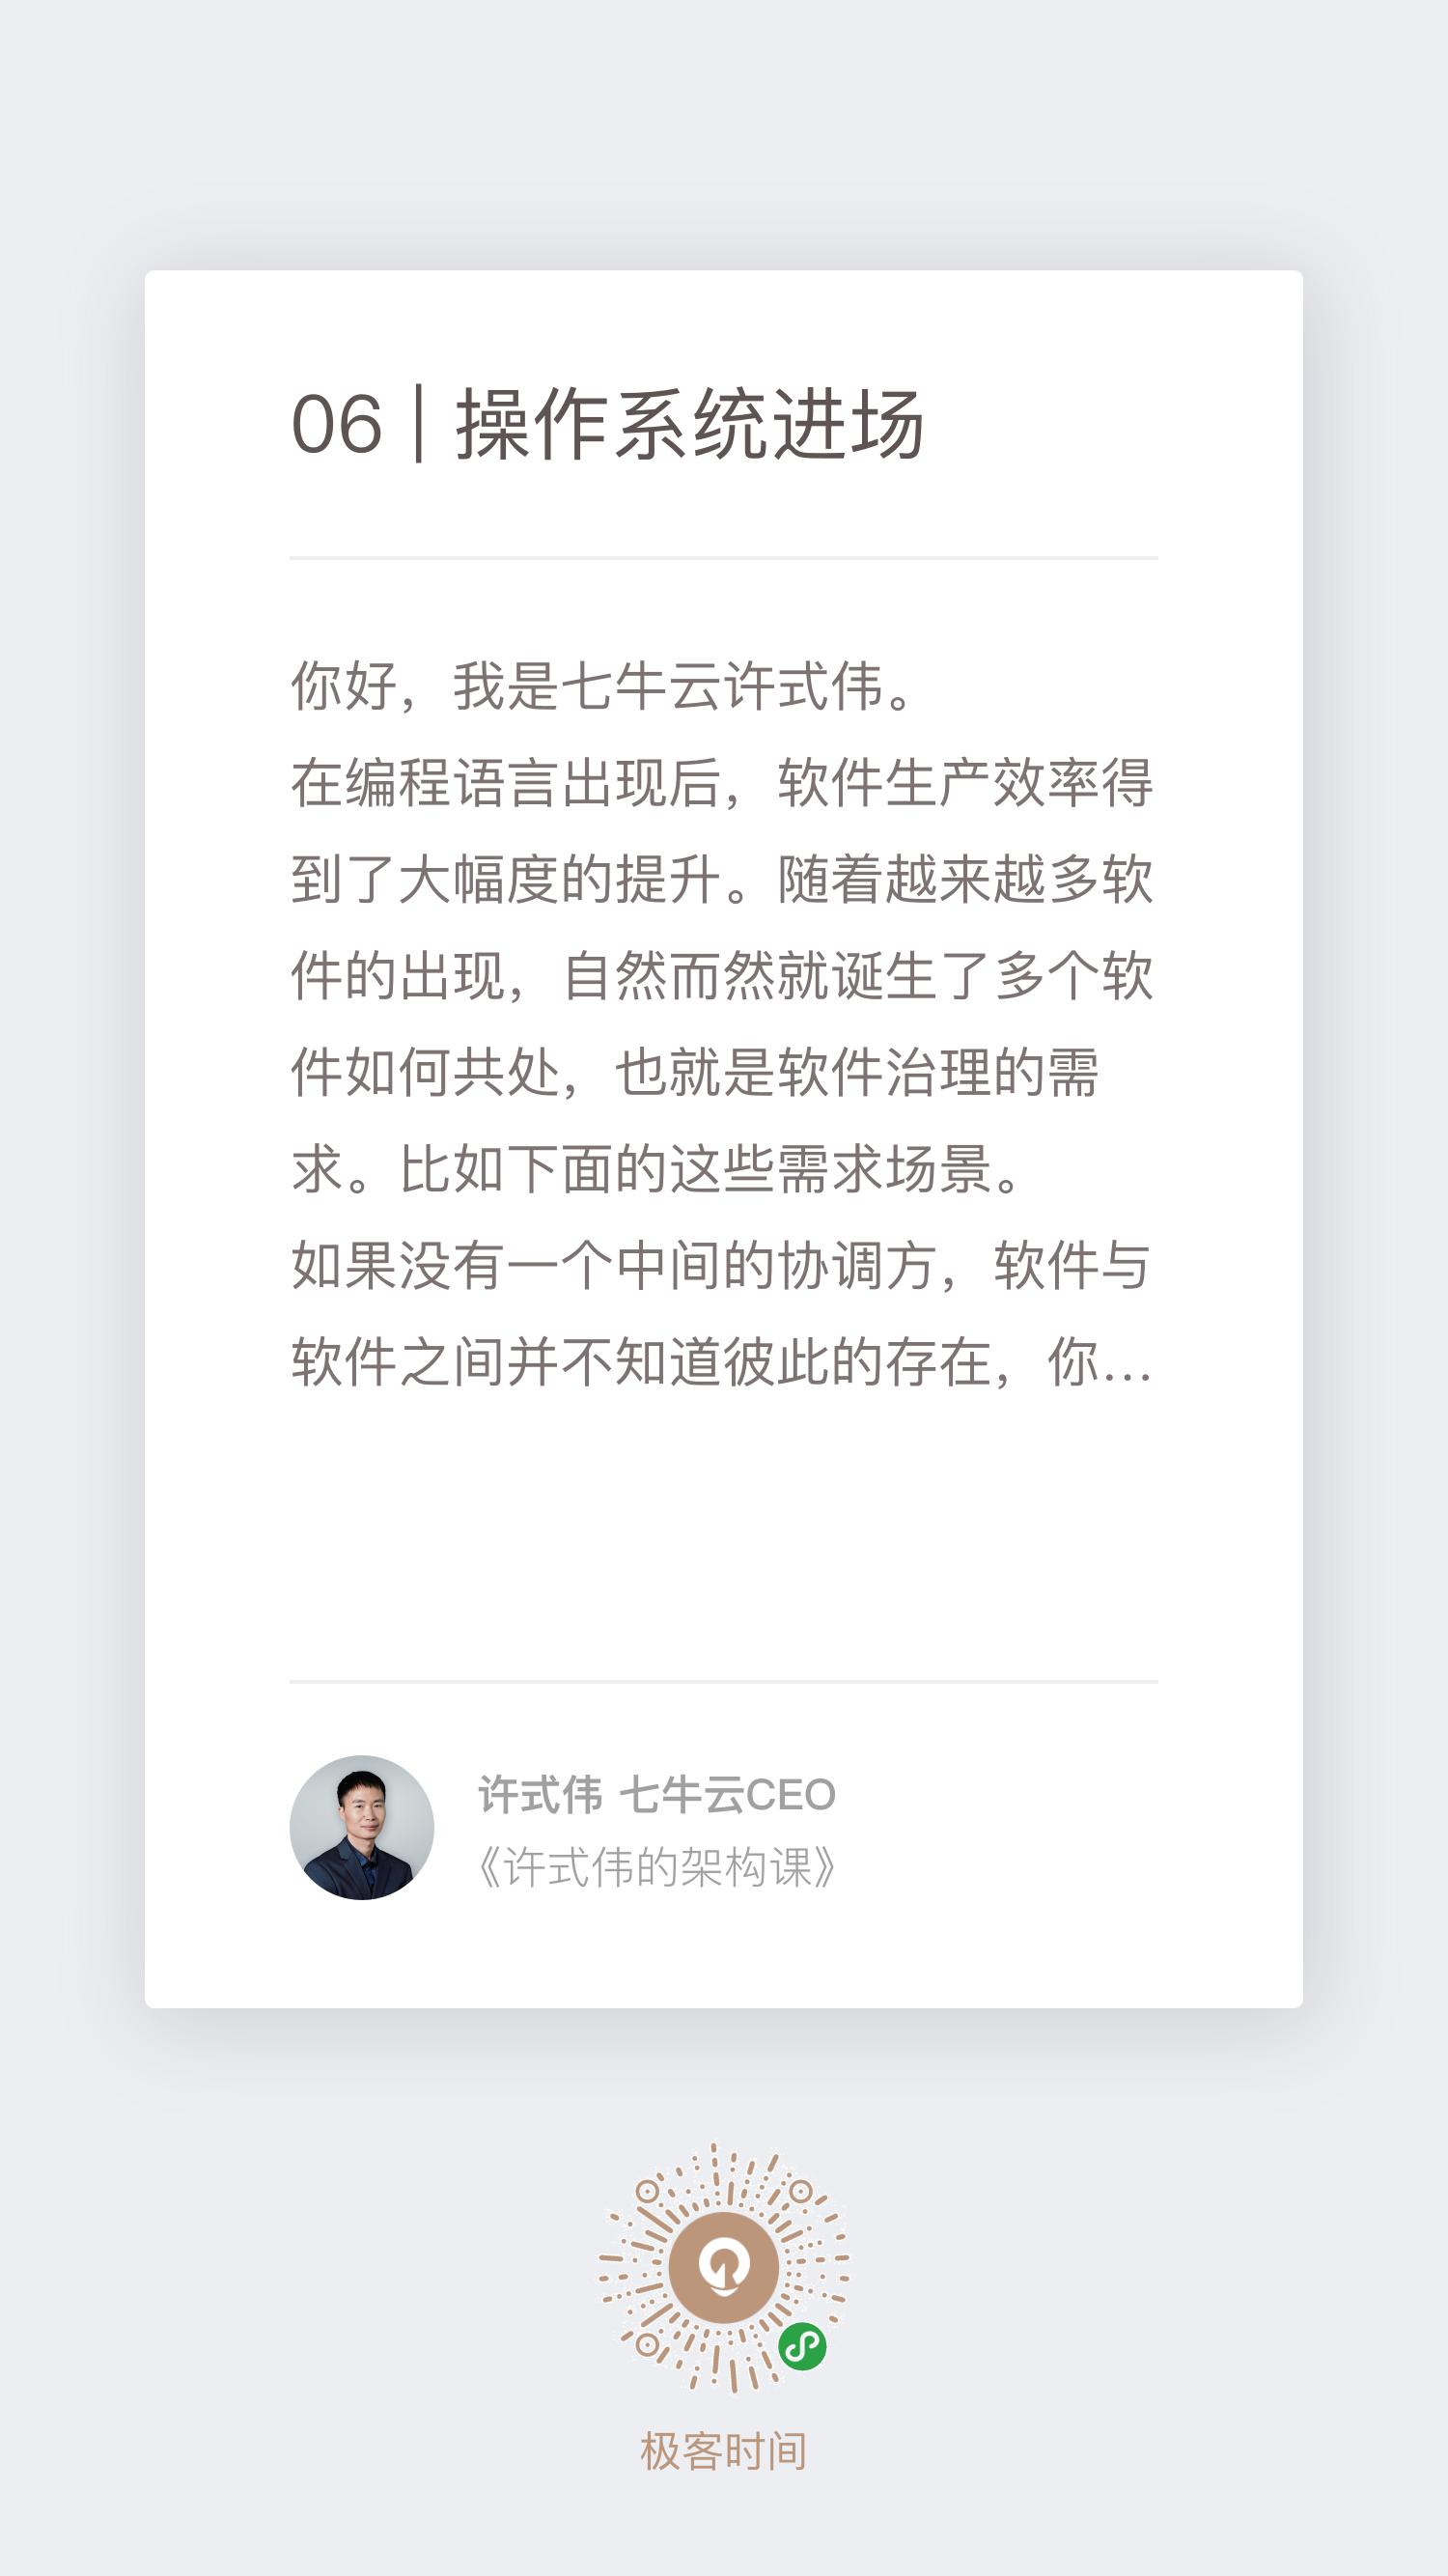 06 | 操作系统进场
你好，我是七牛云许式伟。
在编程语言出现后，软件生产效率得
到了大幅度的提升。随着越来越多软
件的出现，自然而然就诞生了多个软
件如何共处，也就是软件治理的需
求。比如下面的这些需求场景。
如果没有一个中间的协调方，软件与
软件之间并不知道彼此的存在，你...
许式伟 七牛云CEO
《许式伟的架构课》
极客时间